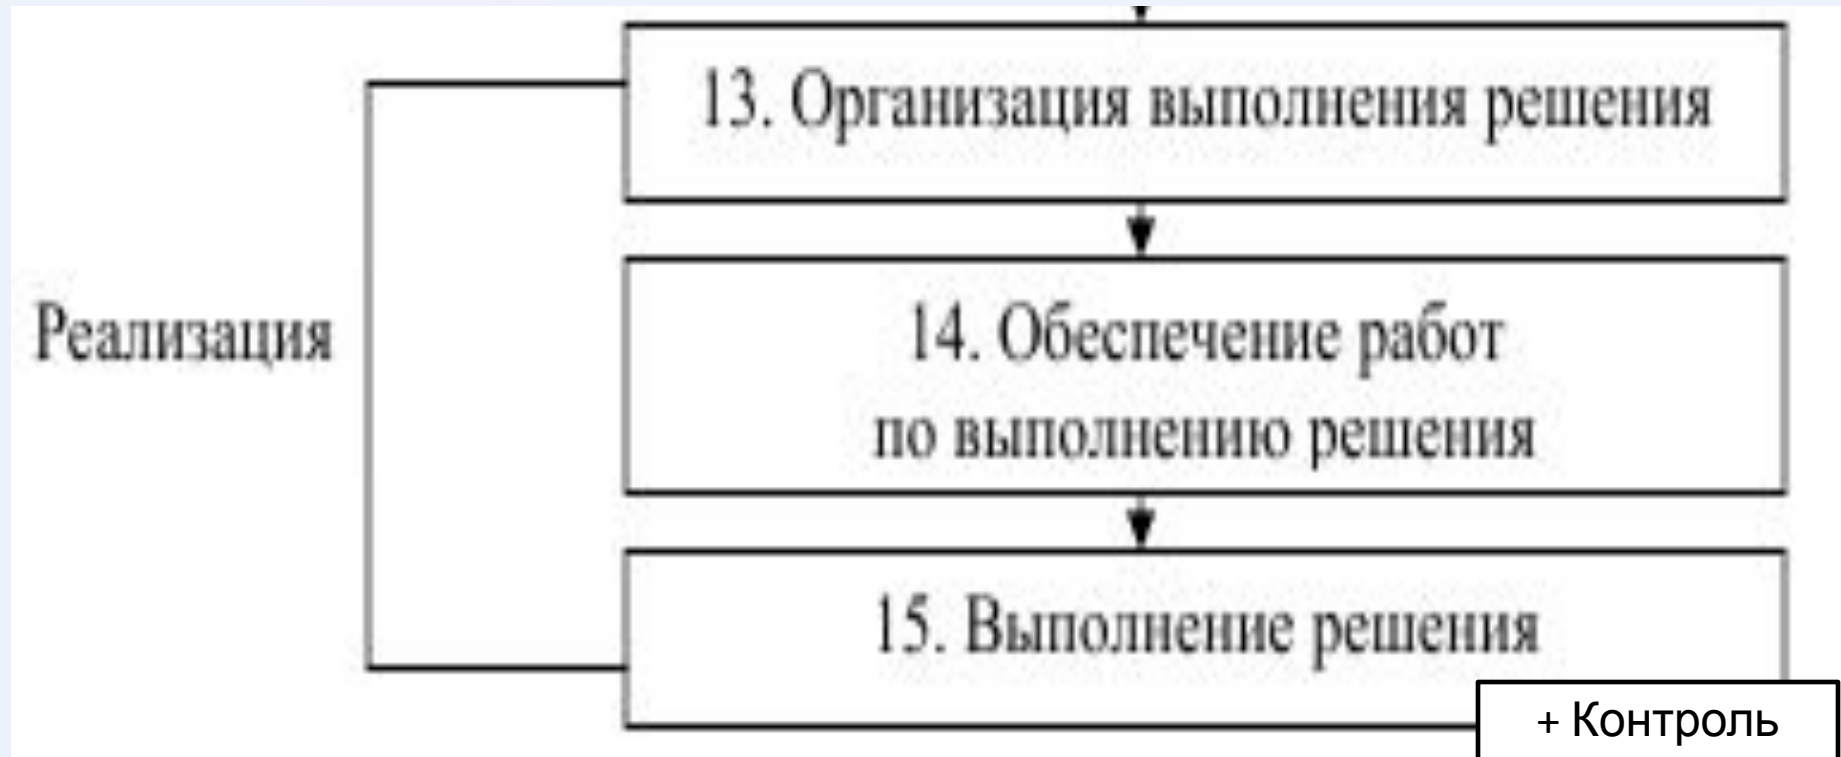 13. Организация выполнения решения
Реализация
14. Обеспечение работ
по выполнению решения
15. Выполнение решения
+ Контроль